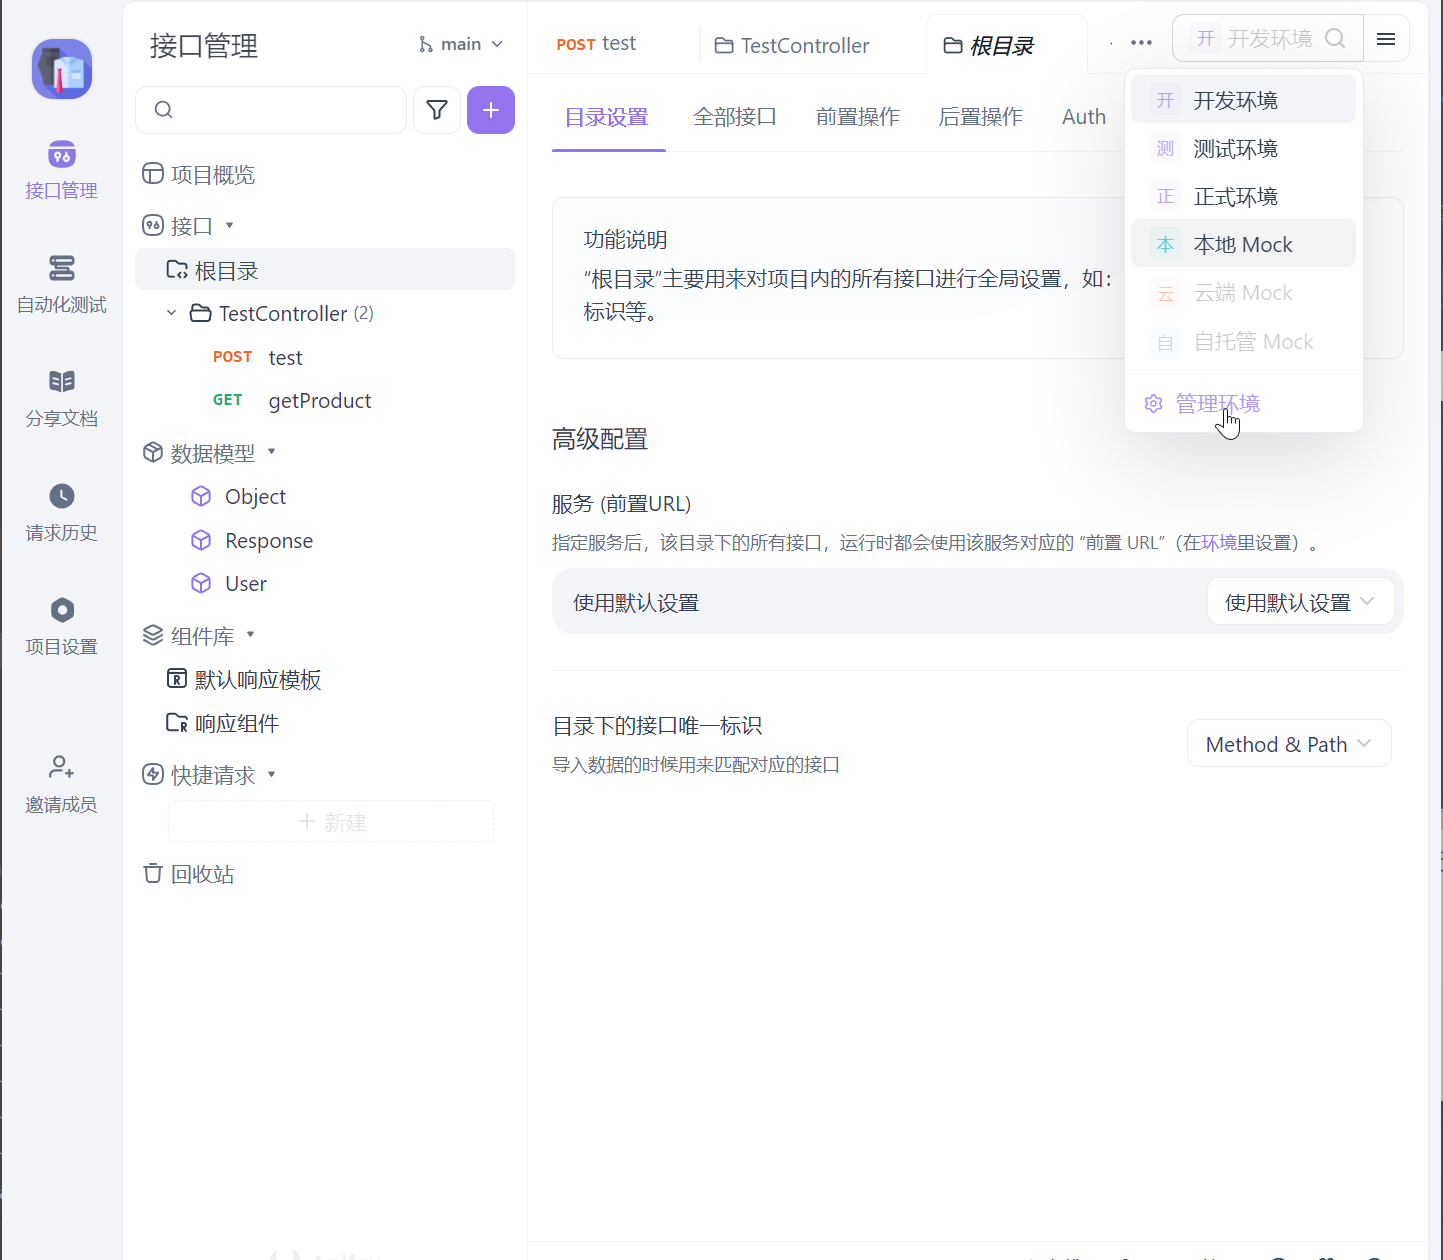 接口管理
自动化测试
分享文档
请求历史
项目设置
邀请成员
接口管理
main
项目概览
接口
根目录
TestController (2)
POST test
GET getProduct
数据模型
Object
Response
User
组件库
默认响应模板
响应组件
快捷请求
+ 新建
回收站
POST test
TestController
根目录
开 开发环境
目录设置 全部接口 前置操作 后置操作 Auth
开 开发环境
测 测试环境
正 正式环境
本 本地 Mock
云 云端 Mock
自 自托管 Mock
管理环境
功能说明
“根目录”主要用来对项目内的所有接口进行全局设置，如：
标识等。
高级配置
服务 (前置URL)
指定服务后，该目录下的所有接口，运行时都会使用该服务对应的 “前置 URL”（在环境里设置）。
使用默认设置 使用默认设置
目录下的接口唯一标识
导入数据的时候用来匹配对应的接口
Method & Path